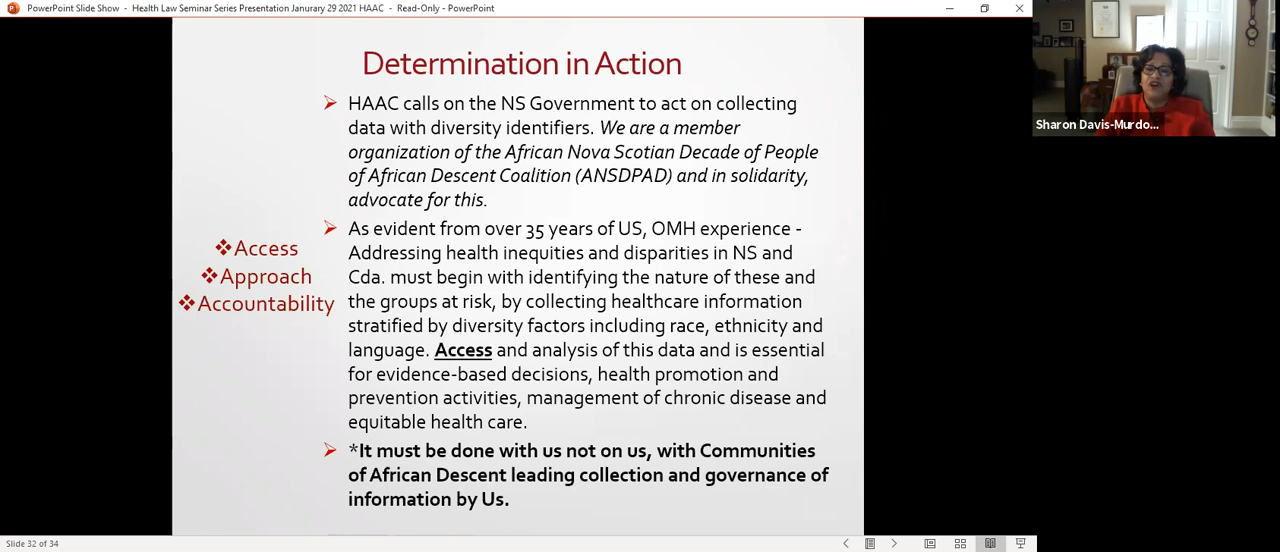 PowerPoint Slide Show - Health Law Seminar Series Presentation Janurary 29 2021 HAAC - Read-Only - PowerPoint
Determination in Action
HAAC calls on the NS Government to act on collecting
data with diversity identifiers. We are a member
organization of the African Nova Scotian Decade of People
of African Descent Coalition (ANSDPAD) and in solidarity,
advocate for this.
As evident from over 35 years of US, OMH experience -
Addressing health inequities and disparities in NS and
Cda. must begin with identifying the nature of these and
the groups at risk, by collecting healthcare information
stratified by diversity factors including race, ethnicity and
language. Access and analysis of this data and is essential
for evidence-based decisions, health promotion and
prevention activities, management of chronic disease and
equitable health care.
*It must be done with us not on us, with Communities
of African Descent leading collection and governance of
information by Us.
Access
Approach
Accountability
Sharon Davis-Murdo...
Slide 32 of 34